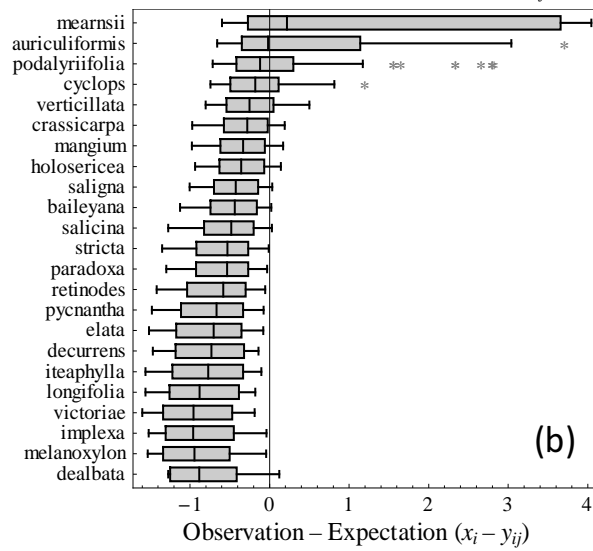 mearnsii
auriculiformis
podalyriifolia
cyclops
verticillata
crassicarpa
mangium
holosericea
saligna
baileyana
salicina
stricta
paradoxa
retinodes
pycnantha
elata
decurrens
iteaphylla
longifolia
victoriae
implexa
melanoxylon
dealbata
(b)
−1 0 1 2 3 4
Observation – Expectation (xᵢ – yᵢⱼ)